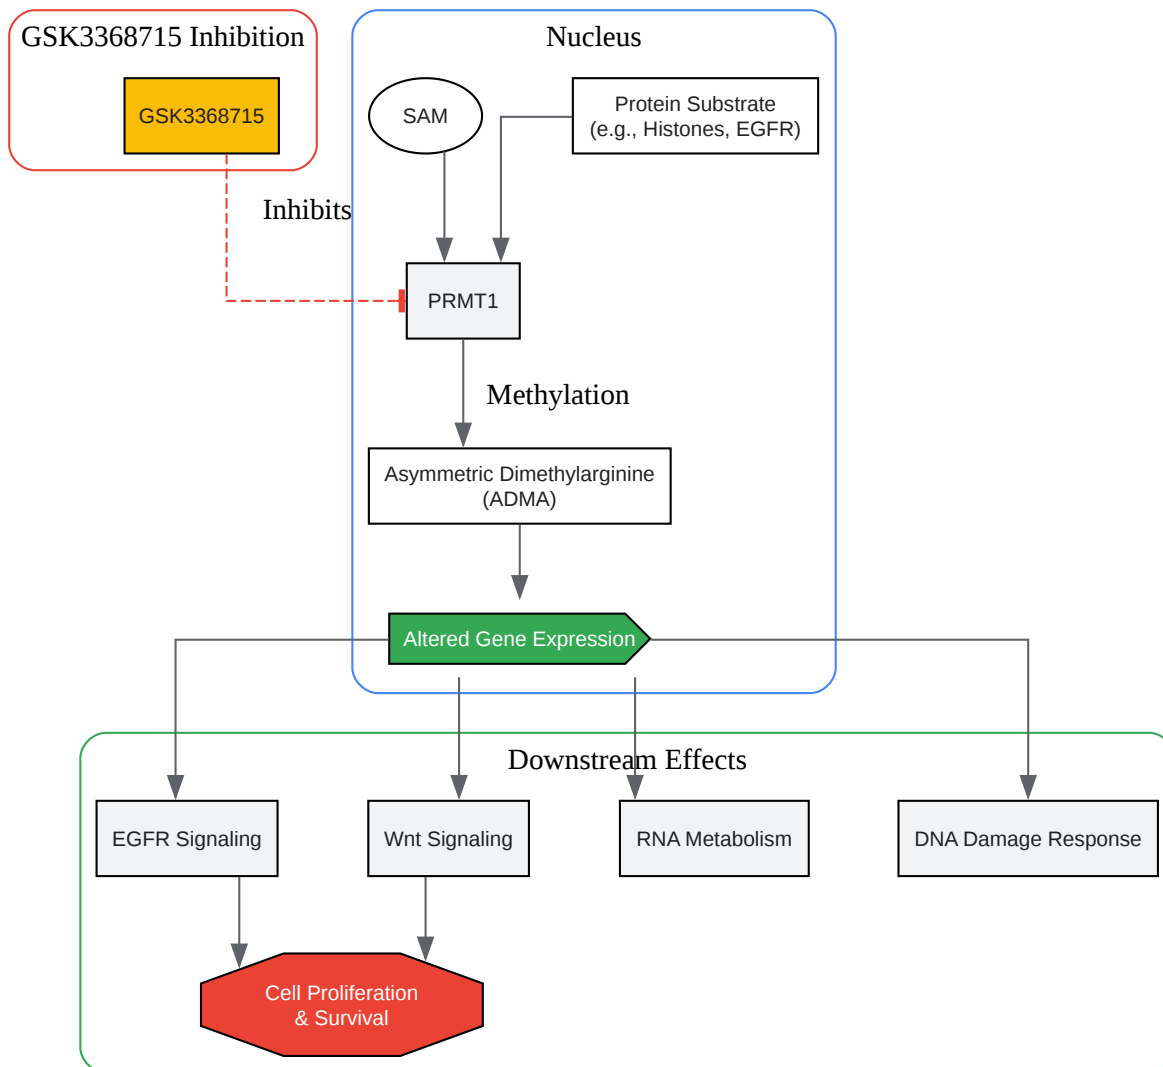 GSK3368715 Inhibition
Nucleus
GSK3368715
SAM
Protein Substrate
(e.g., Histones, EGFR)
Inhibits
PRMT1
Methylation
Asymmetric Dimethylarginine
(ADMA)
Altered Gene Expression
Downstream Effects
EGFR Signaling
Wnt Signaling
RNA Metabolism
DNA Damage Response
Cell Proliferation
& Survival